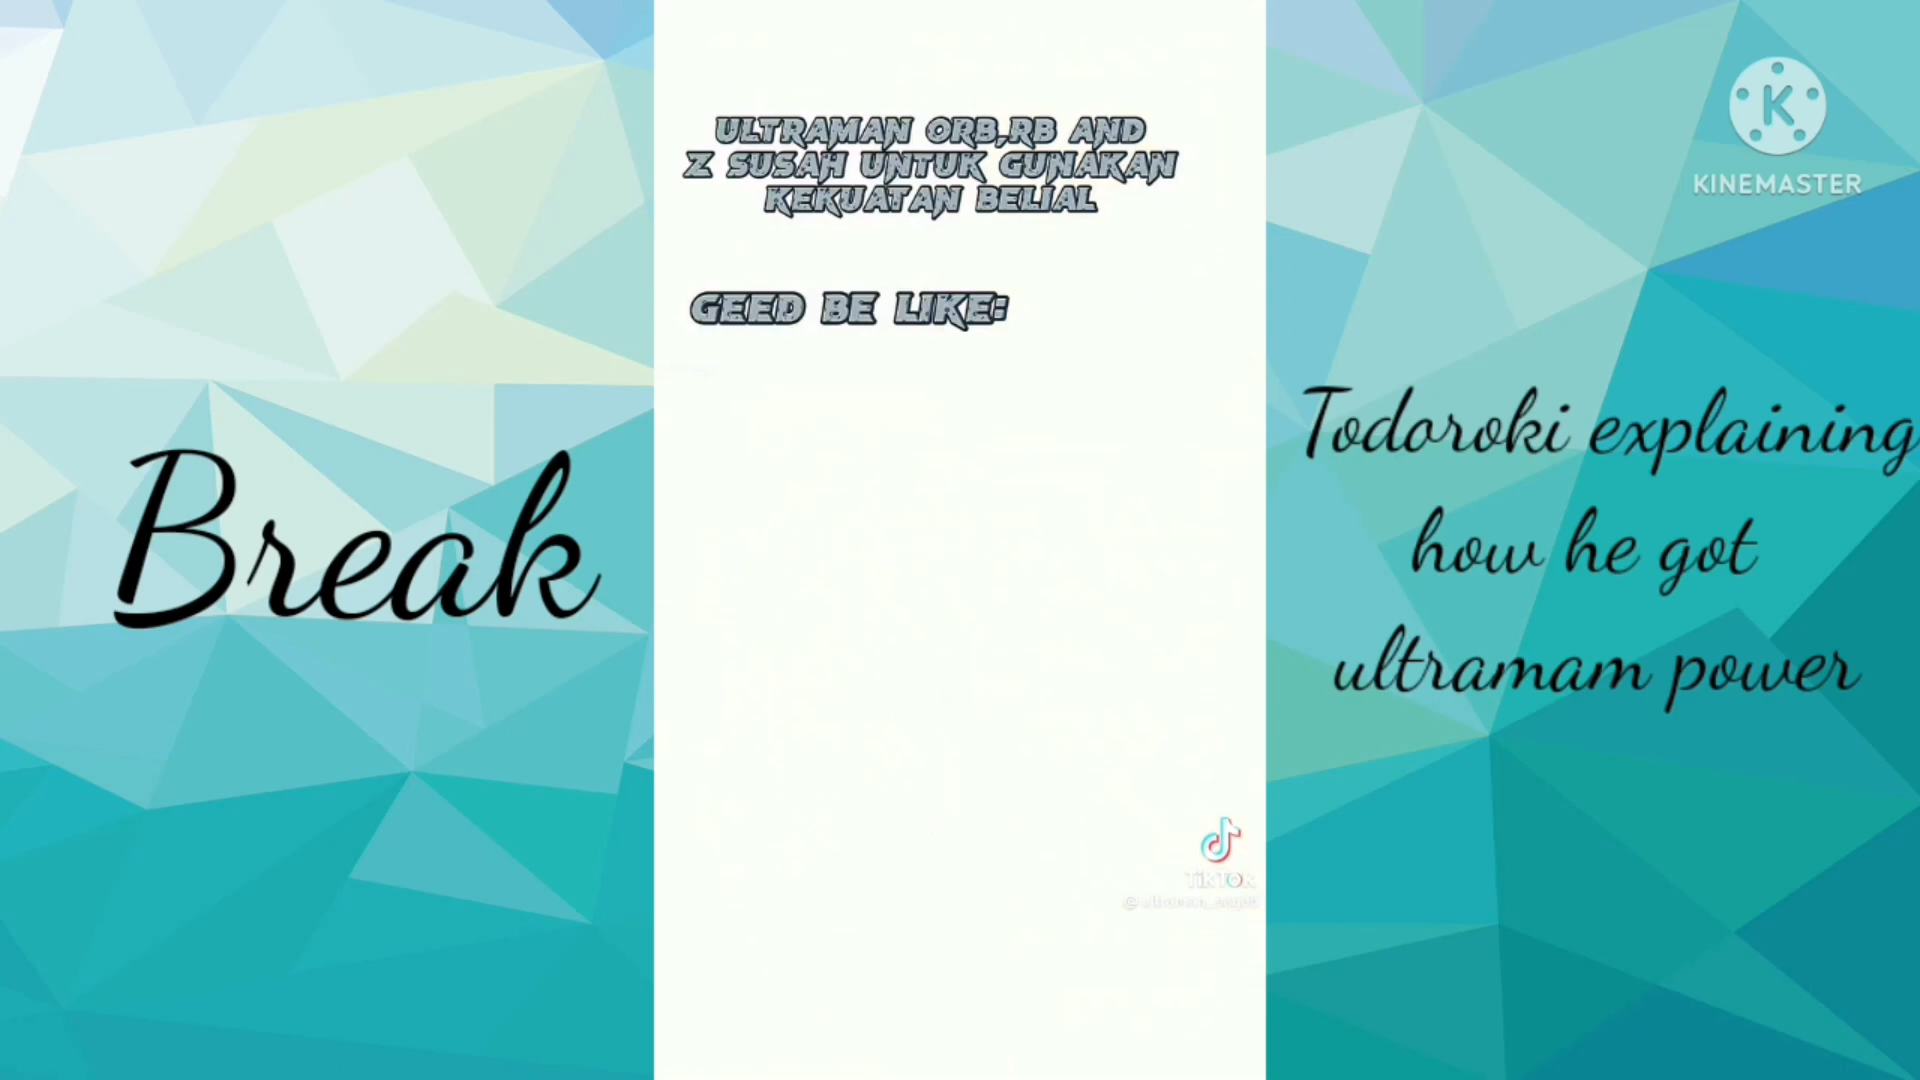 Break
ULTRAMAN ORB,RB AND
Z SUSAH UNTUK GUNAKAN
KEKUATAN BELIAL
GEED BE LIKE:
TikTok
KINEMASTER
Todoroki explaining
how he got
ultramam power